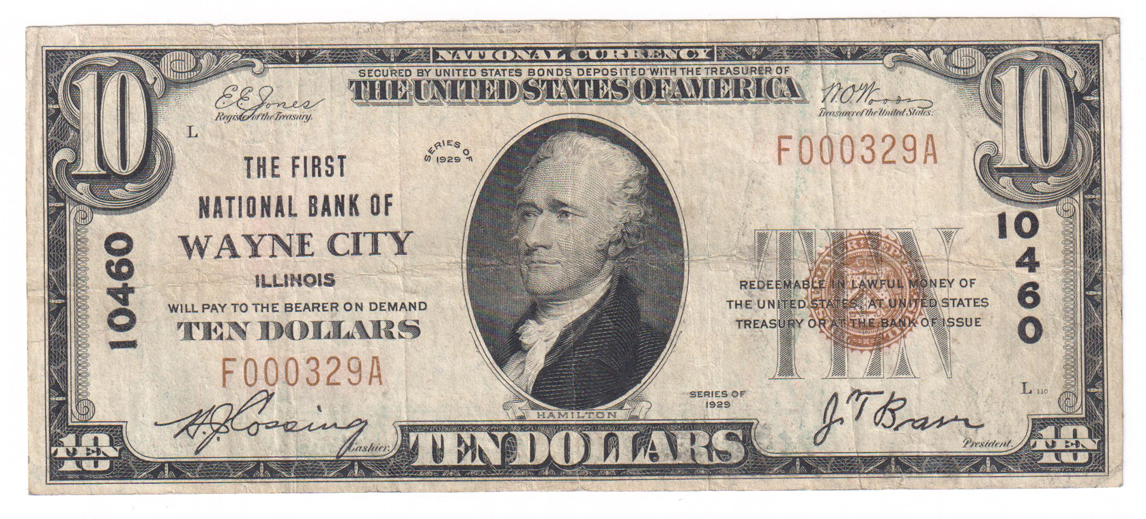 NATIONAL CURRENCY
SECURED BY UNITED STATES BONDS DEPOSITED WITH THE TREASURER OF
THE UNITED STATES OF AMERICA
10
10
E.E. Jones
Register of the Treasury.
W.O. Woods
Treasurer of the United States.
L
SERIES OF
1929
F000329A
THE FIRST
NATIONAL BANK OF
WAYNE CITY
ILLINOIS
WILL PAY TO THE BEARER ON DEMAND
TEN DOLLARS
F000329A
10460
10460
TEN
REDEEMABLE IN LAWFUL MONEY OF
THE UNITED STATES AT UNITED STATES
TREASURY OR AT THE BANK OF ISSUE
SERIES OF
1929
L 110
HAMILTON
Cashier.
President.
10 TEN
TEN DOLLARS
10 TEN